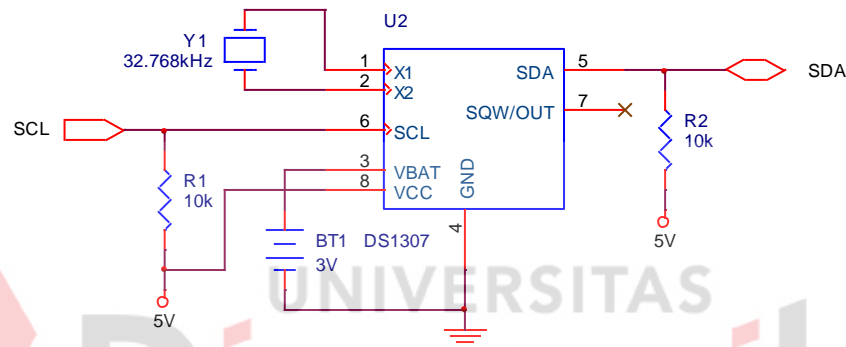 U2
Y1
32.768kHz
1
2
X1
X2
SDA
5
SDA
SQW/OUT
7
SCL
6
SCL
R2
10k
3
8
VBAT
VCC
GND
4
R1
10k
BT1
3V
DS1307
5V
5V
UNIVERSITAS